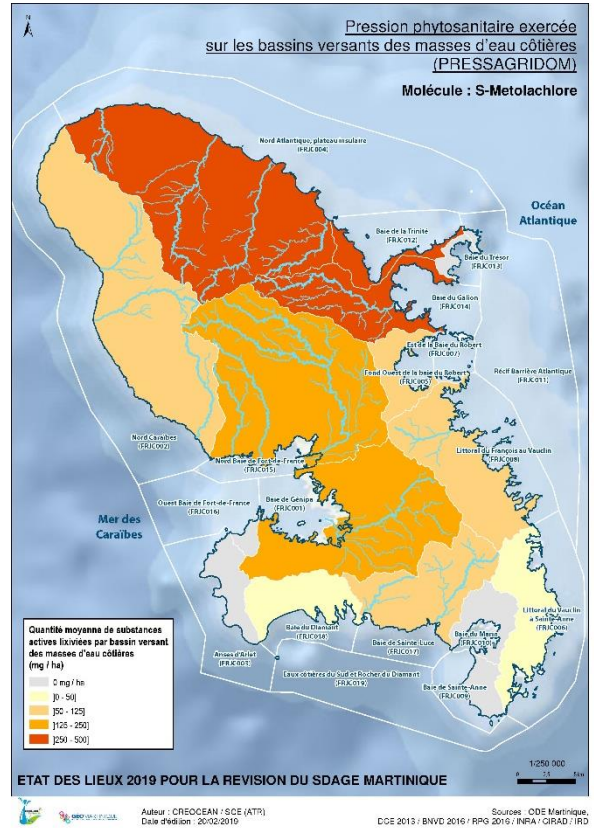 N
Pression phytosanitaire exercée
sur les bassins versants des masses d'eau côtières
(PRESSAGRIDOM)
Molécule : S-Metolachlore
Nord Atlantique, plateau insulaire
(FRJC004)
Océan
Atlantique
Baie de la Trinité
(FRJC012)
Baie du Trésor
(FRJC013)
Baie du Galion
(FRJC014)
Est de la Baie du Robert
(FRJC007)
Fond Ouest de la baie du Robert
(FRJC005)
Récif Barrière Atlantique
(FRJC011)
Nord Caraïbes
(FRJC002)
Littoral du François au Vauclin
(FRJC008)
Nord Baie de Fort-de-France
(FRJC015)
Ouest Baie de Fort-de-France
(FRJC016)
Baie de Génipa
(FRJC001)
Mer des
Caraïbes
Littoral du Vauclin
à Sainte-Anne
(FRJC006)
Baie du Diamant
(FRJC018)
Baie du Marin
(FRJC010)
Baie de Sainte-Luce
(FRJC017)
Anses d'Arlet
(FRJC003)
Eaux côtières du Sud et Rocher du Diamant
(FRJC019)
Baie de Sainte-Anne
(FRJC009)
Quantité moyenne de substances
actives lixiviées par bassin versant
des masses d'eau côtières
(mg / ha)
0 mg / ha
]0 - 50]
]50 - 125]
]125 - 250]
]250 - 500]
1/250 000
0 2,5 5 km
ETAT DES LIEUX 2019 POUR LA REVISION DU SDAGE MARTINIQUE
Auteur : CREOCEAN / SCE (ATR)
Date d'édition : 20/02/2019
Sources : ODE Martinique,
DCE 2013 / BNVD 2016 / RPG 2016 / INRA / CIRAD / IRD